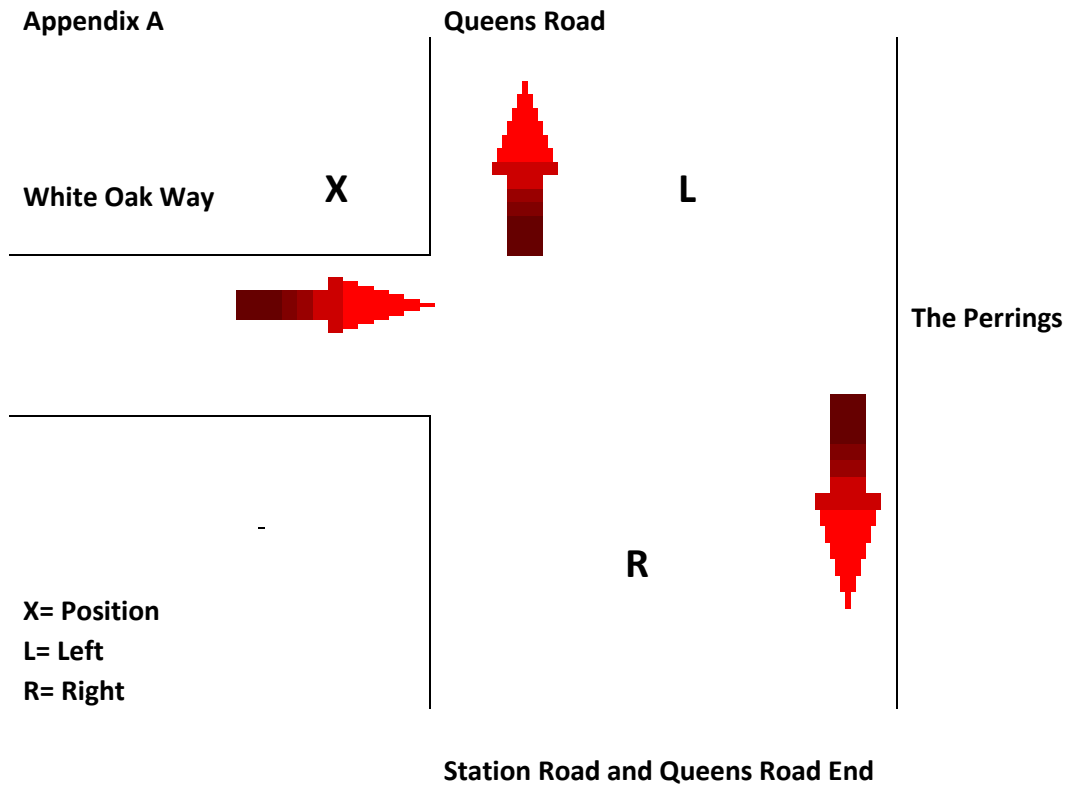 Appendix A
Queens Road
White Oak Way
X
L
The Perrings
-
R
X= Position
L= Left
R= Right
Station Road and Queens Road End